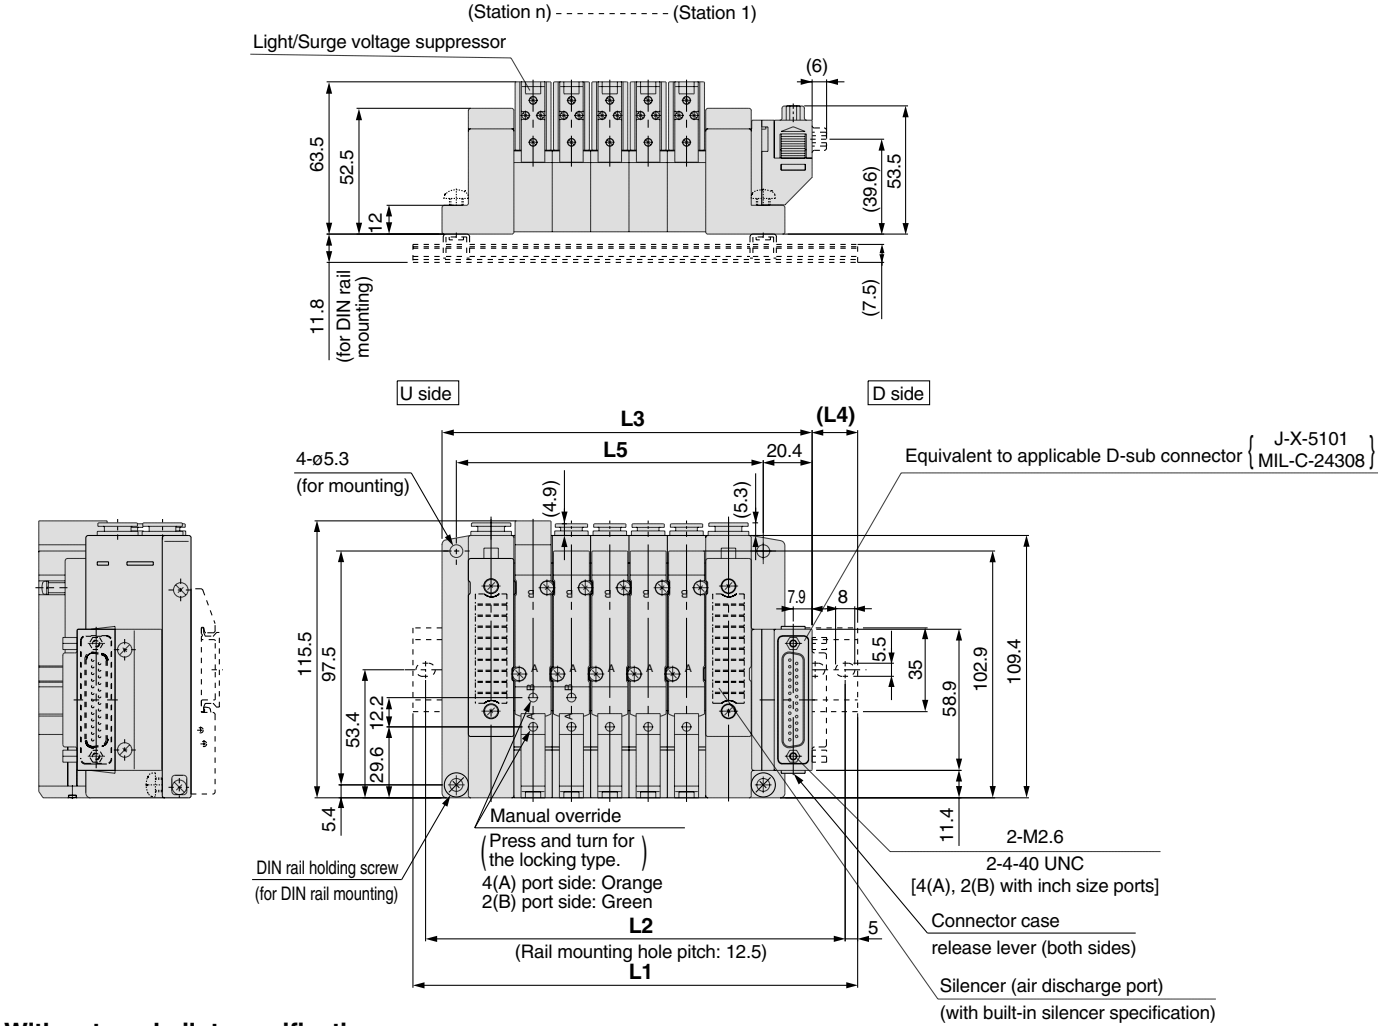 (Station n) - - - - - - - - - - - (Station 1)
Light/Surge voltage suppressor
(6)
63.5
52.5
12
(39.6)
53.5
11.8
(for DIN rail
mounting)
(7.5)
U side
D side
L3
(L4)
L5
20.4
4-ø5.3
(for mounting)
(4.9)
(5.3)
Equivalent to applicable D-sub connector { J-X-5101
MIL-C-24308 }
7.9
8
B B B B B
A A A A A
B B
A A
115.5
97.5
53.4
12.2
29.6
5.4
5.5
35
58.9
102.9
109.4
11.4
Manual override
(Press and turn for
the locking type.)
4(A) port side: Orange
2(B) port side: Green
DIN rail holding screw
(for DIN rail mounting)
2-M2.6
2-4-40 UNC
[4(A), 2(B) with inch size ports]
Connector case
release lever (both sides)
L2
5
(Rail mounting hole pitch: 12.5)
L1
Silencer (air discharge port)
(with built-in silencer specification)